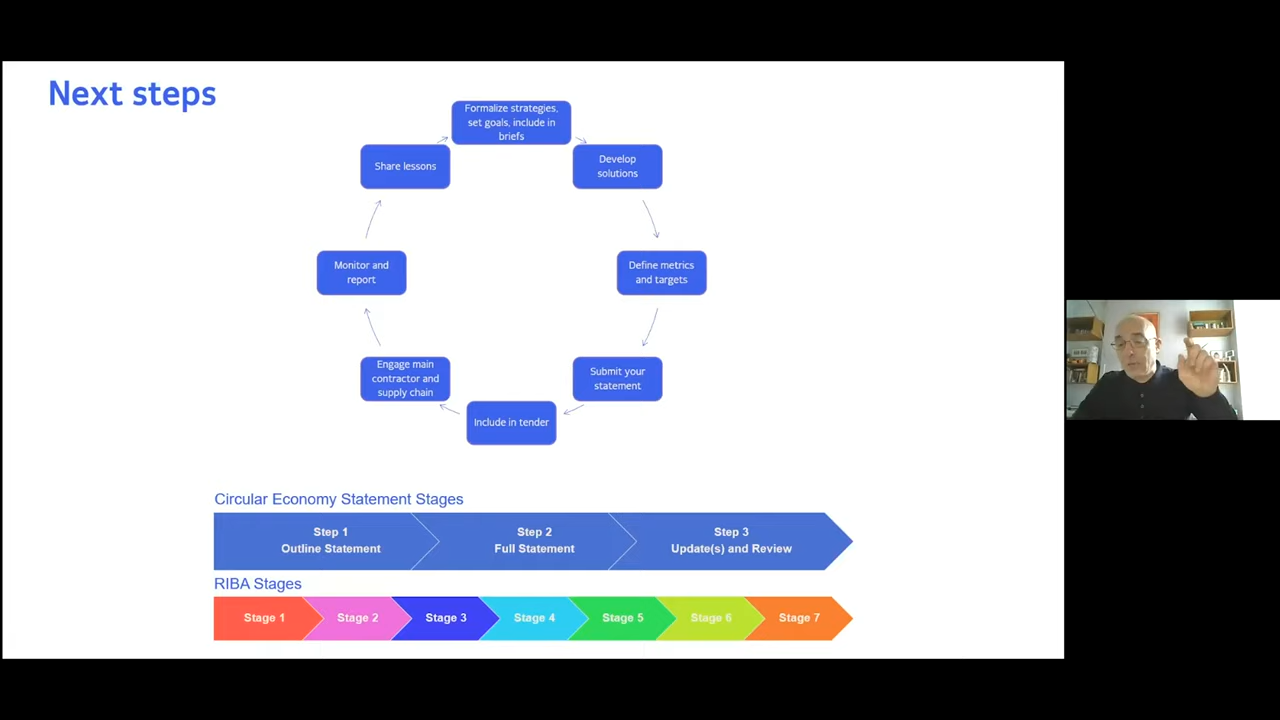 Next steps
Formalize strategies,
set goals, include in
briefs
Develop
solutions
Define metrics
and targets
Submit your
statement
Include in tender
Engage main
contractor and
supply chain
Monitor and
report
Share lessons
Circular Economy Statement Stages
Step 1
Outline Statement
Step 2
Full Statement
Step 3
Update(s) and Review
RIBA Stages
Stage 1
Stage 2
Stage 3
Stage 4
Stage 5
Stage 6
Stage 7